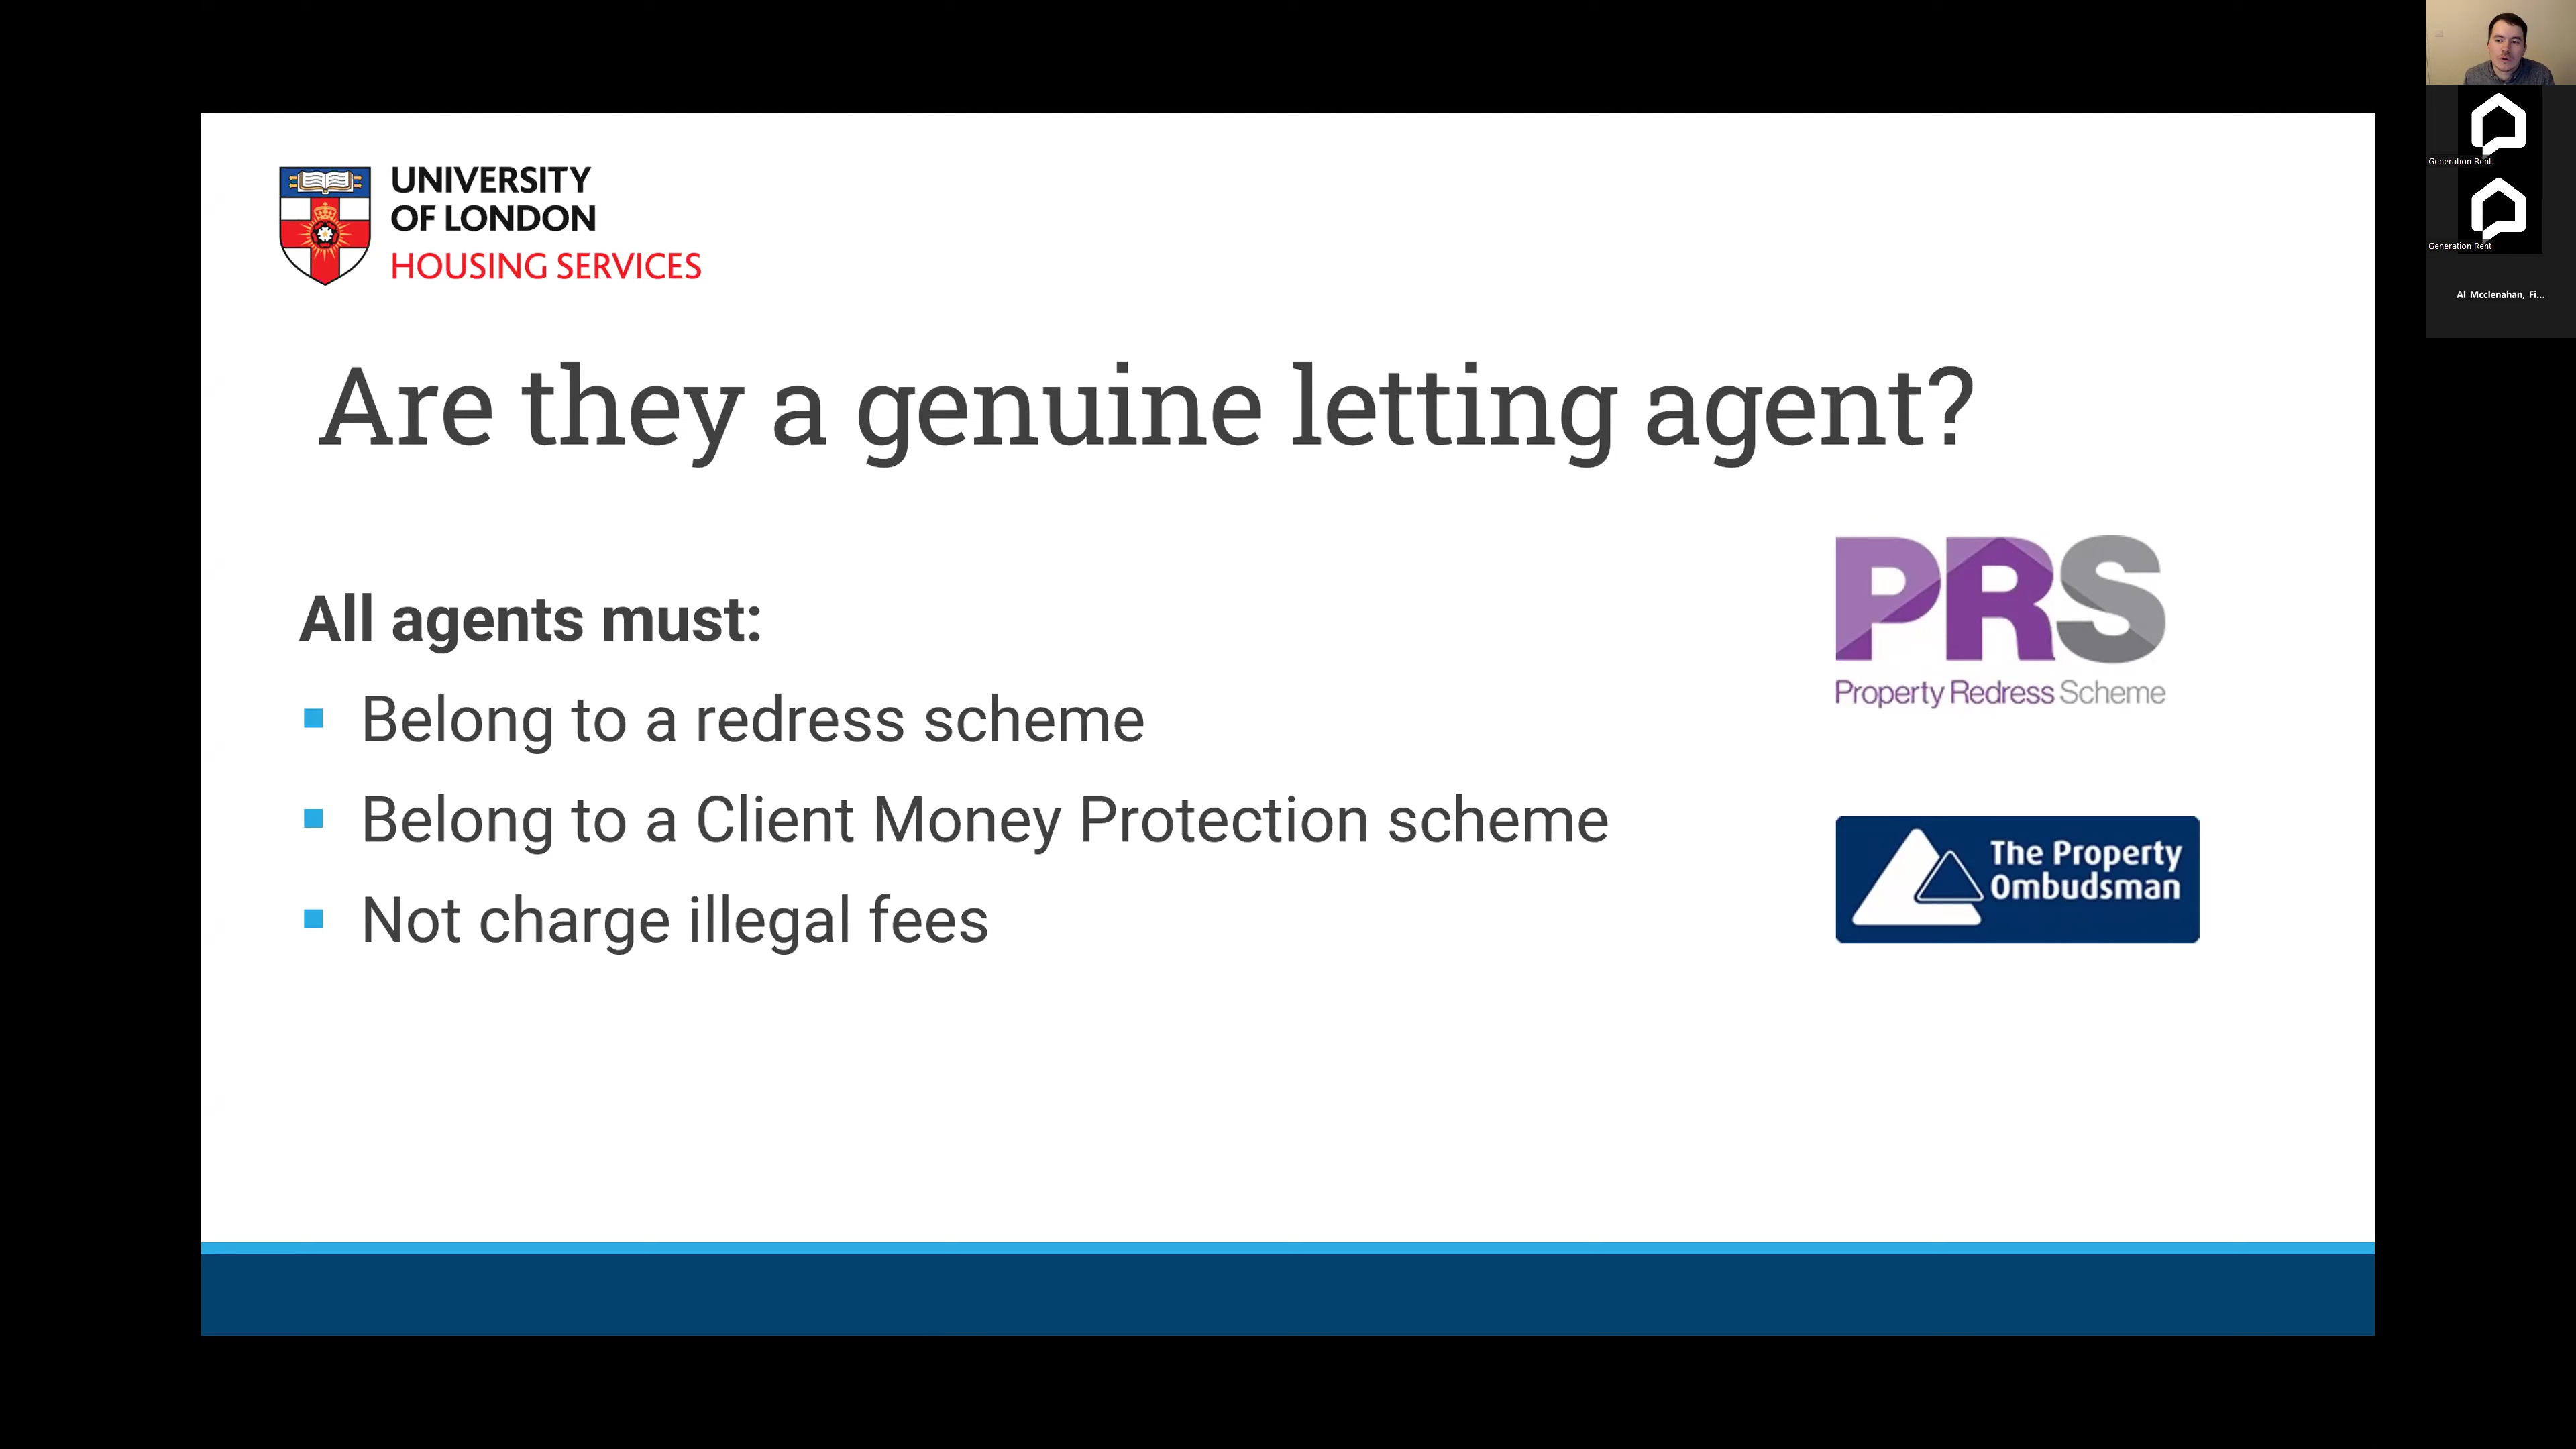 UNIVERSITY
OF LONDON
HOUSING SERVICES
Are they a genuine letting agent?
All agents must:
Belong to a redress scheme
Belong to a Client Money Protection scheme
Not charge illegal fees
PRS
Property Redress Scheme
The Property
Ombudsman
Generation Rent
Generation Rent
Al Mcclenahan, Fi...